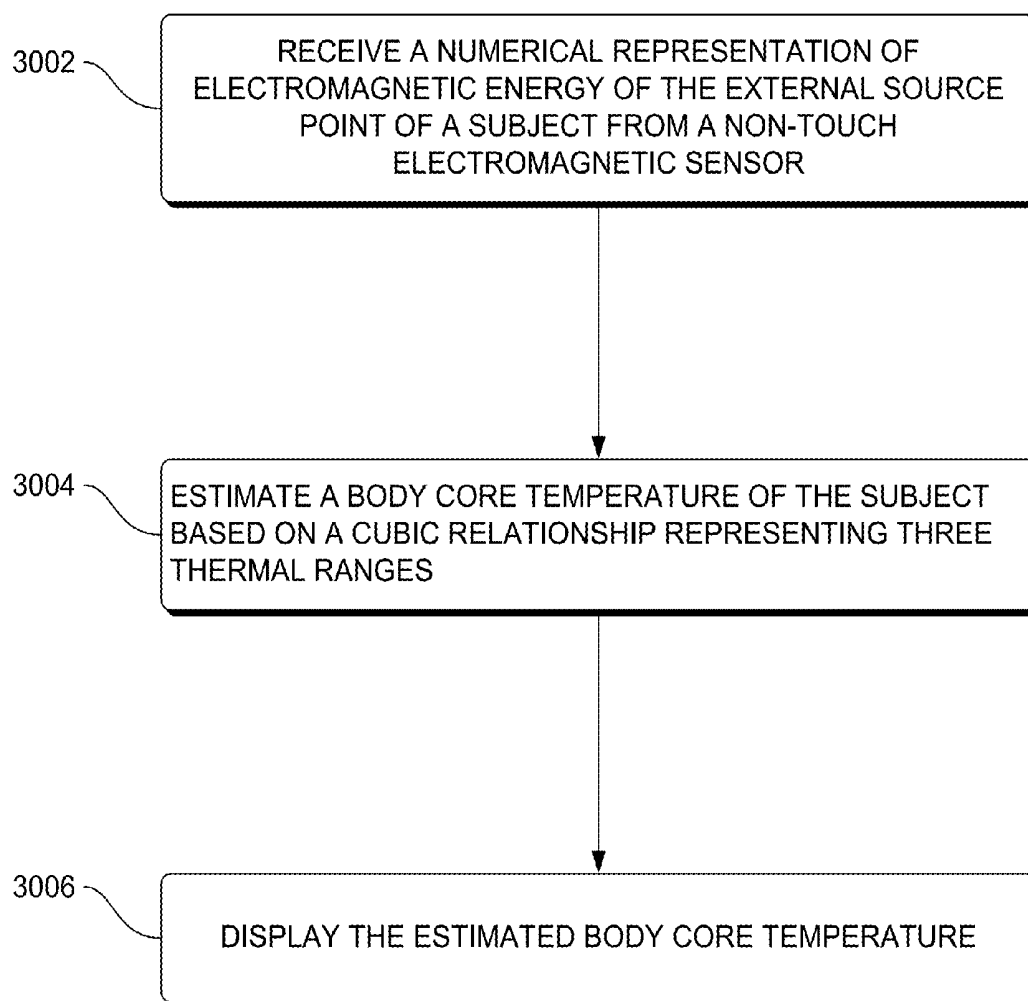 3002
RECEIVE A NUMERICAL REPRESENTATION OF
ELECTROMAGNETIC ENERGY OF THE EXTERNAL SOURCE
POINT OF A SUBJECT FROM A NON-TOUCH
ELECTROMAGNETIC SENSOR
3004
ESTIMATE A BODY CORE TEMPERATURE OF THE SUBJECT
BASED ON A CUBIC RELATIONSHIP REPRESENTING THREE
THERMAL RANGES
3006
DISPLAY THE ESTIMATED BODY CORE TEMPERATURE